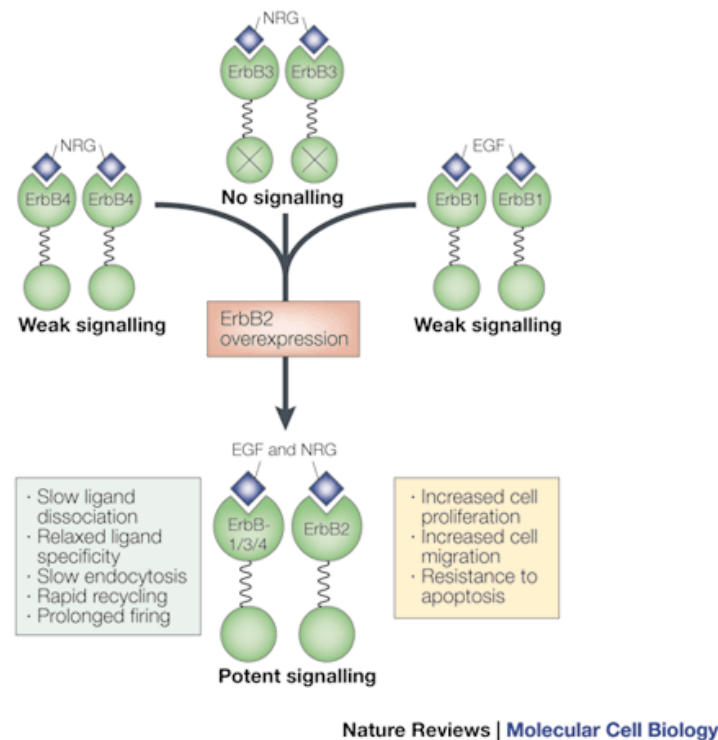 NRG
ErbB3 ErbB3
No signalling
NRG
ErbB4 ErbB4
Weak signalling
EGF
ErbB1 ErbB1
Weak signalling
ErbB2
overexpression
EGF and NRG
ErbB-
1/3/4
ErbB2
Potent signalling
· Slow ligand
dissociation
· Relaxed ligand
specificity
· Slow endocytosis
· Rapid recycling
· Prolonged firing
· Increased cell
proliferation
· Increased cell
migration
· Resistance to
apoptosis
Nature Reviews | Molecular Cell Biology